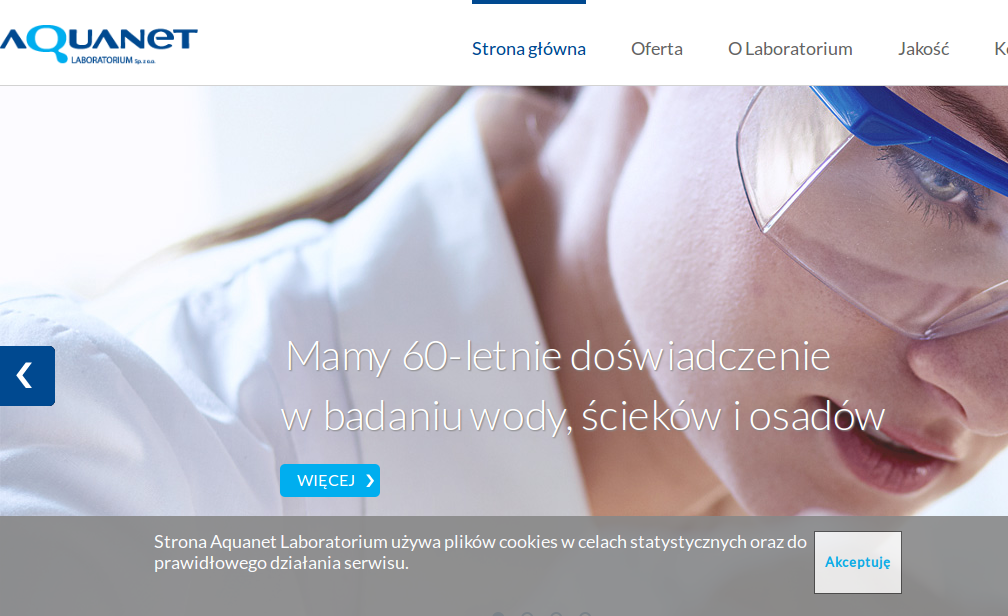 AQUANET
LABORATORIUM Sp. z o.o.
Strona główna
Oferta
O Laboratorium
Jakość
Mamy 60-letnie doświadczenie
w badaniu wody, ścieków i osadów
WIĘCEJ
Strona Aquanet Laboratorium używa plików cookies w celach statystycznych oraz do
prawidłowego działania serwisu.
Akceptuję